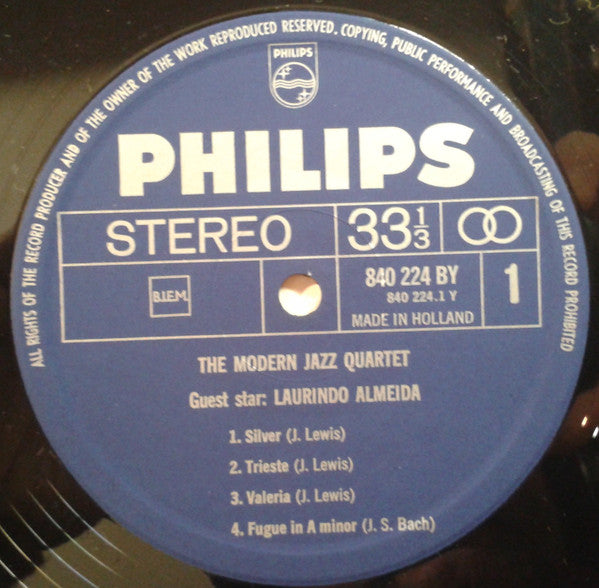 ALL RIGHTS OF THE RECORD PRODUCER AND OF THE OWNER OF THE WORK REPRODUCED RESERVED. COPYING, PUBLIC PERFORMANCE AND BROADCASTING OF THIS RECORD PROHIBITED
PHILIPS
PHILIPS
STEREO 33 1/3
B.I.E.M. 840 224 BY 1
840 224.1 Y
MADE IN HOLLAND
THE MODERN JAZZ QUARTET
Guest star: LAURINDO ALMEIDA
1. Silver (J. Lewis)
2. Trieste (J. Lewis)
3. Valeria (J. Lewis)
4. Fugue in A minor (J. S. Bach)